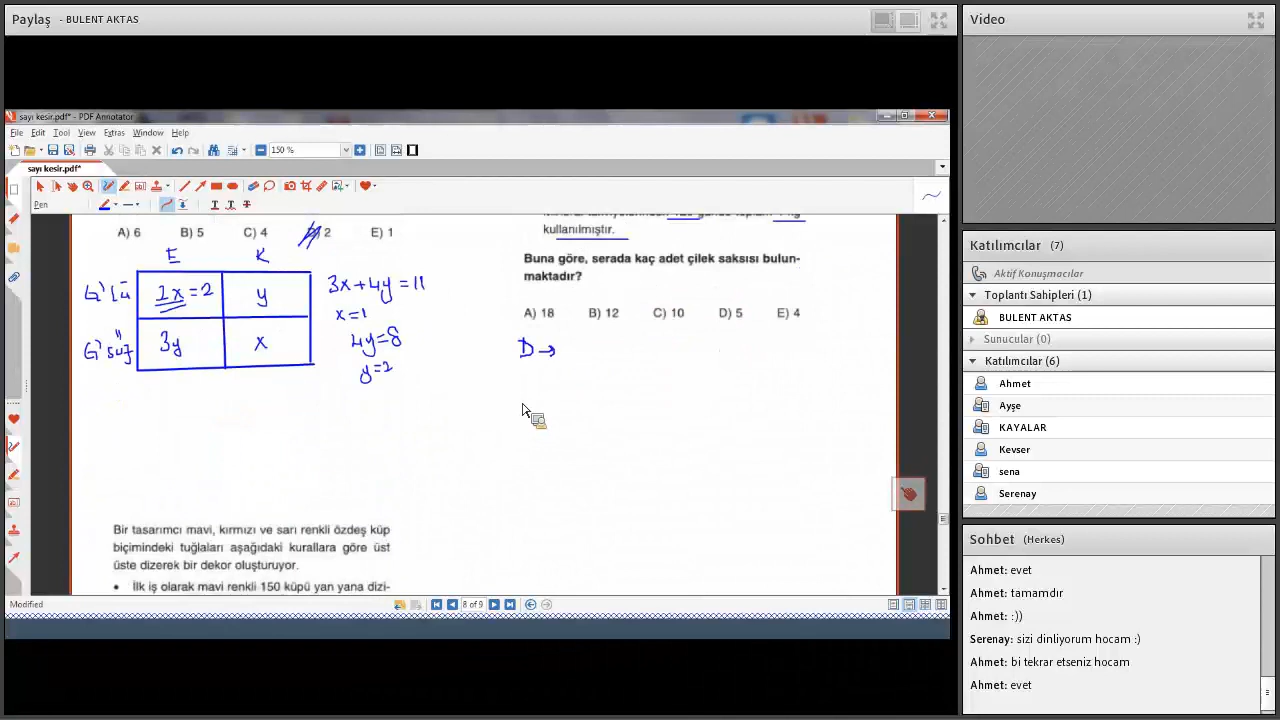 Paylaş - BULENT AKTAS
Video
sayı kesir.pdf* - PDF Annotator
File Edit Tool View Extras Window Help
150 %
sayı kesir.pdf*
Pen
A) 6 B) 5 C) 4 2 E) 1
E K
G'lü 2x=2 y
G'süz 3y x
3x+4y=11
x=1
4y=8
y=2
kullanılmıştır.
Buna göre, serada kaç adet çilek saksısı bulun-
maktadır?
A) 18 B) 12 C) 10 D) 5 E) 4
D →
Bir tasarımcı mavi, kırmızı ve sarı renkli özdeş küp
biçimindeki tuğlaları aşağıdaki kurallara göre üst
üste dizerek bir dekor oluşturuyor.
• İlk iş olarak mavi renkli 150 küpü yan yana dizi-
Modified
8 of 9
Katılımcılar (7)
Aktif Konuşmacılar
Toplantı Sahipleri (1)
BULENT AKTAS
Sunucular (0)
Katılımcılar (6)
Ahmet
Ayşe
KAYALAR
Kevser
sena
Serenay
Sohbet (Herkes)
Ahmet: evet
Ahmet: tamamdır
Ahmet: :))
Serenay: sizi dinliyorum hocam :)
Ahmet: bi tekrar etseniz hocam
Ahmet: evet